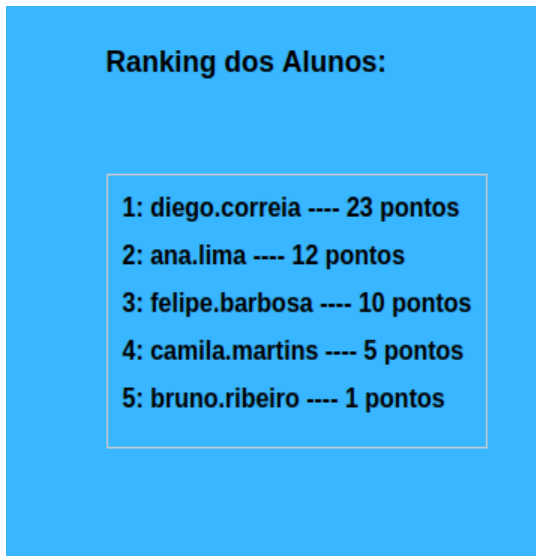 Ranking dos Alunos:
1: diego.correia ---- 23 pontos
2: ana.lima ---- 12 pontos
3: felipe.barbosa ---- 10 pontos
4: camila.martins ---- 5 pontos
5: bruno.ribeiro ---- 1 pontos